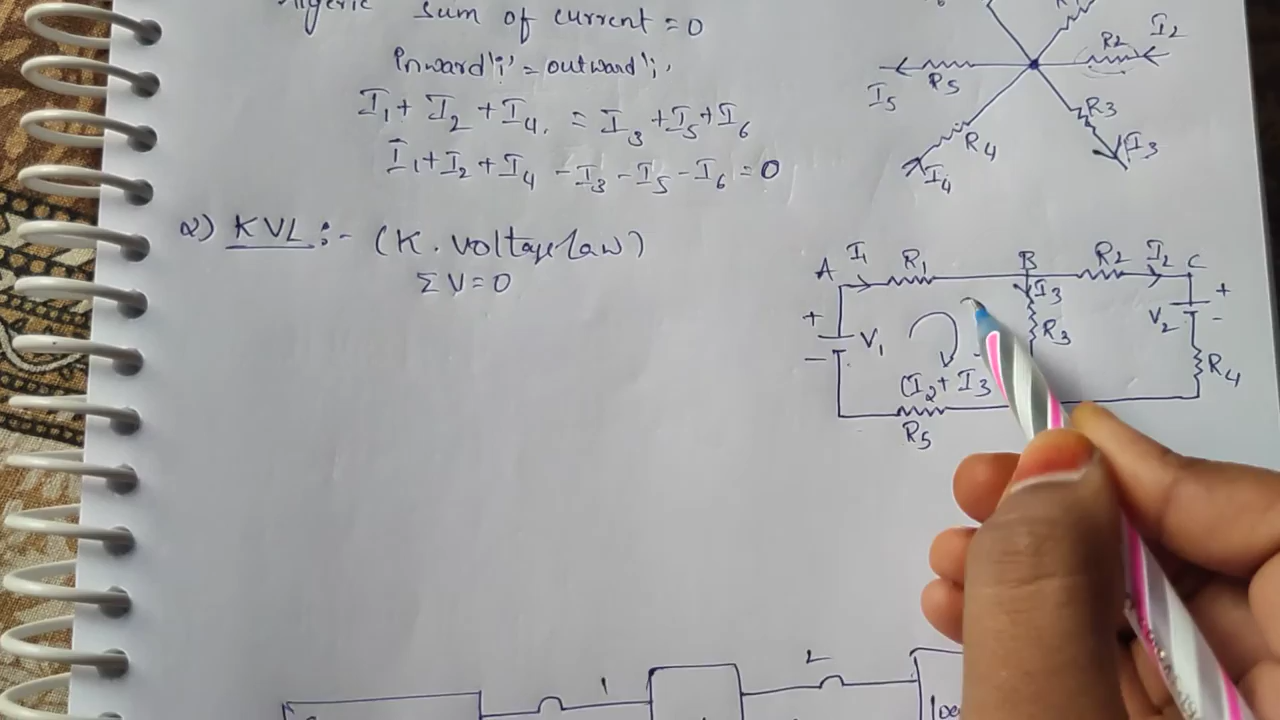 Sum of current = 0
Inward 'i' = outward 'i'
I1 + I2 + I4. = I3 + I5 + I6
I1 + I2 + I4 - I3 - I5 - I6 = 0
R2 I2
I5 R5
R3
I3
R4
I4
2) KVL :- (K. voltage law)
ΣV = 0
A I1 R1 B R2 I2 C
I3
+ V1 -
R3
+ V2 -
(I2 + I3
R4
R5
1 2